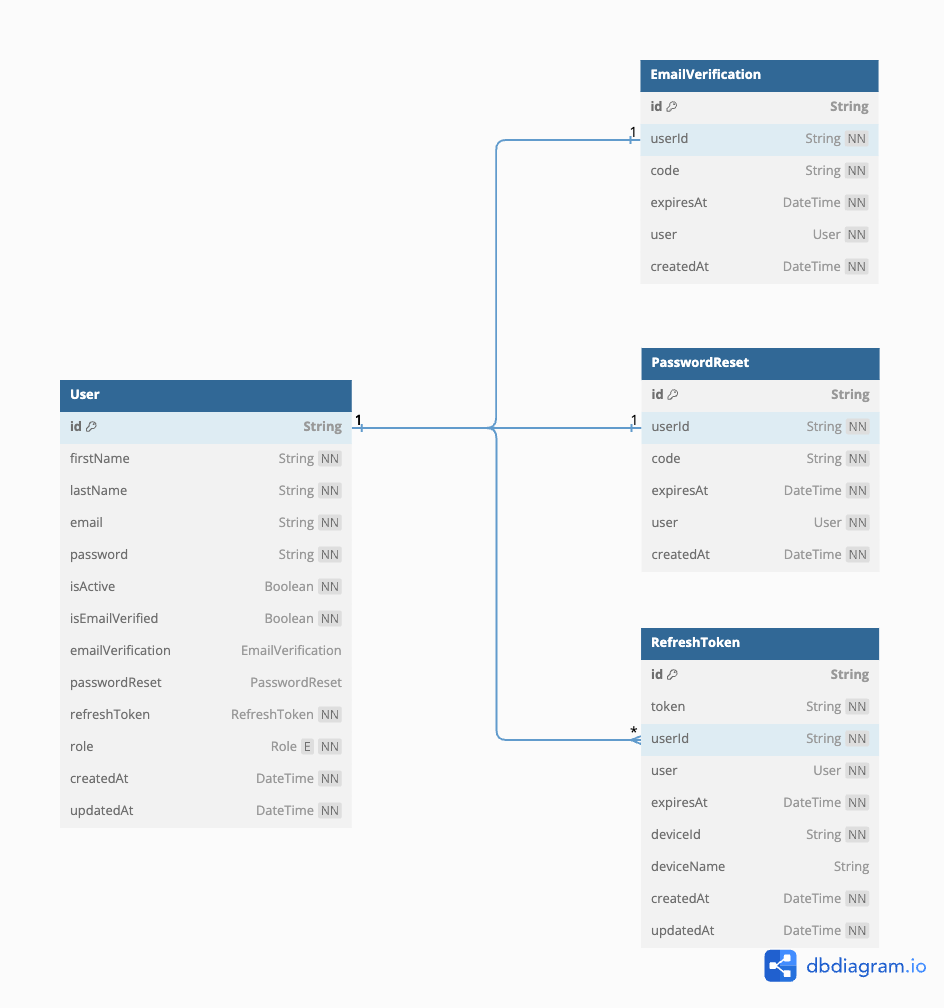 EmailVerification
id String
1
userId String NN
code String NN
expiresAt DateTime NN
user User NN
createdAt DateTime NN
PasswordReset
id String
1
userId String NN
code String NN
expiresAt DateTime NN
user User NN
createdAt DateTime NN
User
id String
1
firstName String NN
lastName String NN
email String NN
password String NN
isActive Boolean NN
isEmailVerified Boolean NN
emailVerification EmailVerification
passwordReset PasswordReset
refreshToken RefreshToken NN
role Role E NN
createdAt DateTime NN
updatedAt DateTime NN
RefreshToken
id String
token String NN
*
userId String NN
user User NN
expiresAt DateTime NN
deviceId String NN
deviceName String
createdAt DateTime NN
updatedAt DateTime NN
dbdiagram.io